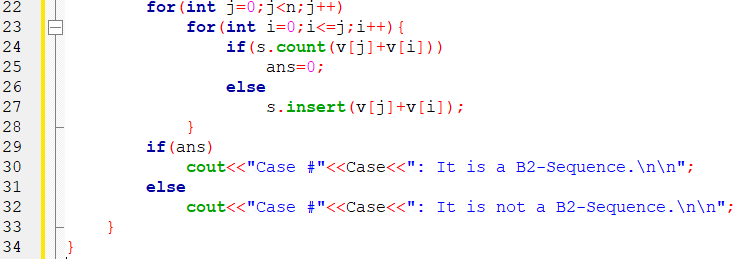 22 for(int j=0;j<n;j++)
23 for(int i=0;i<=j;i++){
24 if(s.count(v[j]+v[i]))
25 ans=0;
26 else
27 s.insert(v[j]+v[i]);
28 }
29 if(ans)
30 cout<<"Case #"<<Case<<": It is a B2-Sequence.\n\n";
31 else
32 cout<<"Case #"<<Case<<": It is not a B2-Sequence.\n\n";
33 }
34 }